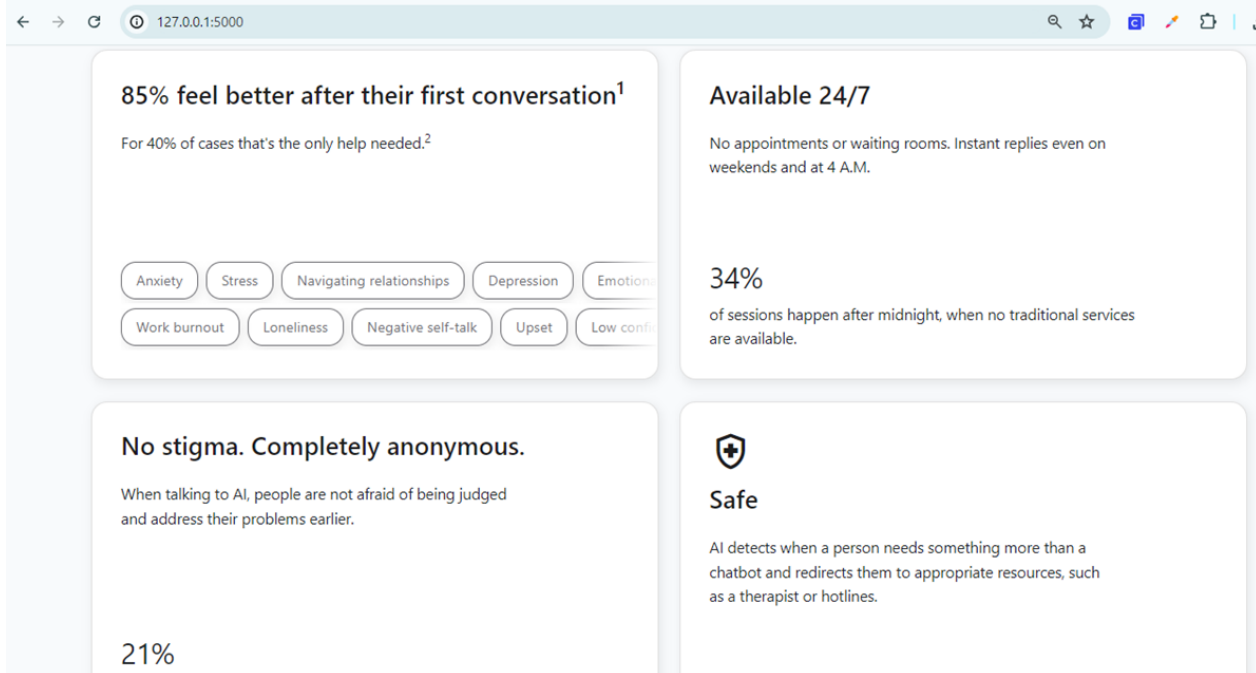 127.0.0.1:5000
85% feel better after their first conversation1
For 40% of cases that's the only help needed.2
Anxiety
Stress
Navigating relationships
Depression
Emotiona
Work burnout
Loneliness
Negative self-talk
Upset
Low confi
Available 24/7
No appointments or waiting rooms. Instant replies even on
weekends and at 4 A.M.
34%
of sessions happen after midnight, when no traditional services
are available.
No stigma. Completely anonymous.
When talking to AI, people are not afraid of being judged
and address their problems earlier.
21%
Safe
AI detects when a person needs something more than a
chatbot and redirects them to appropriate resources, such
as a therapist or hotlines.